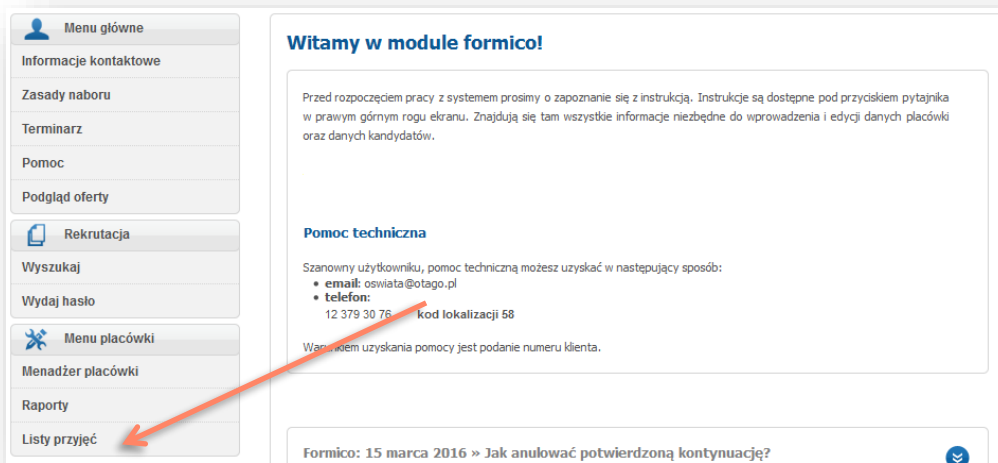 Menu główne
Informacje kontaktowe
Zasady naboru
Terminarz
Pomoc
Podgląd oferty
Rekrutacja
Wyszukaj
Wydaj hasło
Menu placówki
Menadżer placówki
Raporty
Listy przyjęć
Witamy w module formico!
Przed rozpoczęciem pracy z systemem prosimy o zapoznanie się z instrukcją. Instrukcje są dostępne pod przyciskiem pytajnika
w prawym górnym rogu ekranu. Znajdują się tam wszystkie informacje niezbędne do wprowadzenia i edycji danych placówki
oraz danych kandydatów.
Pomoc techniczna
Szanowny użytkowniku, pomoc techniczną możesz uzyskać w następujący sposób:
• email: oswiata@otago.pl
• telefon:
12 379 30 76 kod lokalizacji 58
Warunkiem uzyskania pomocy jest podanie numeru klienta.
Formico: 15 marca 2016 » Jak anulować potwierdzoną kontynuację?